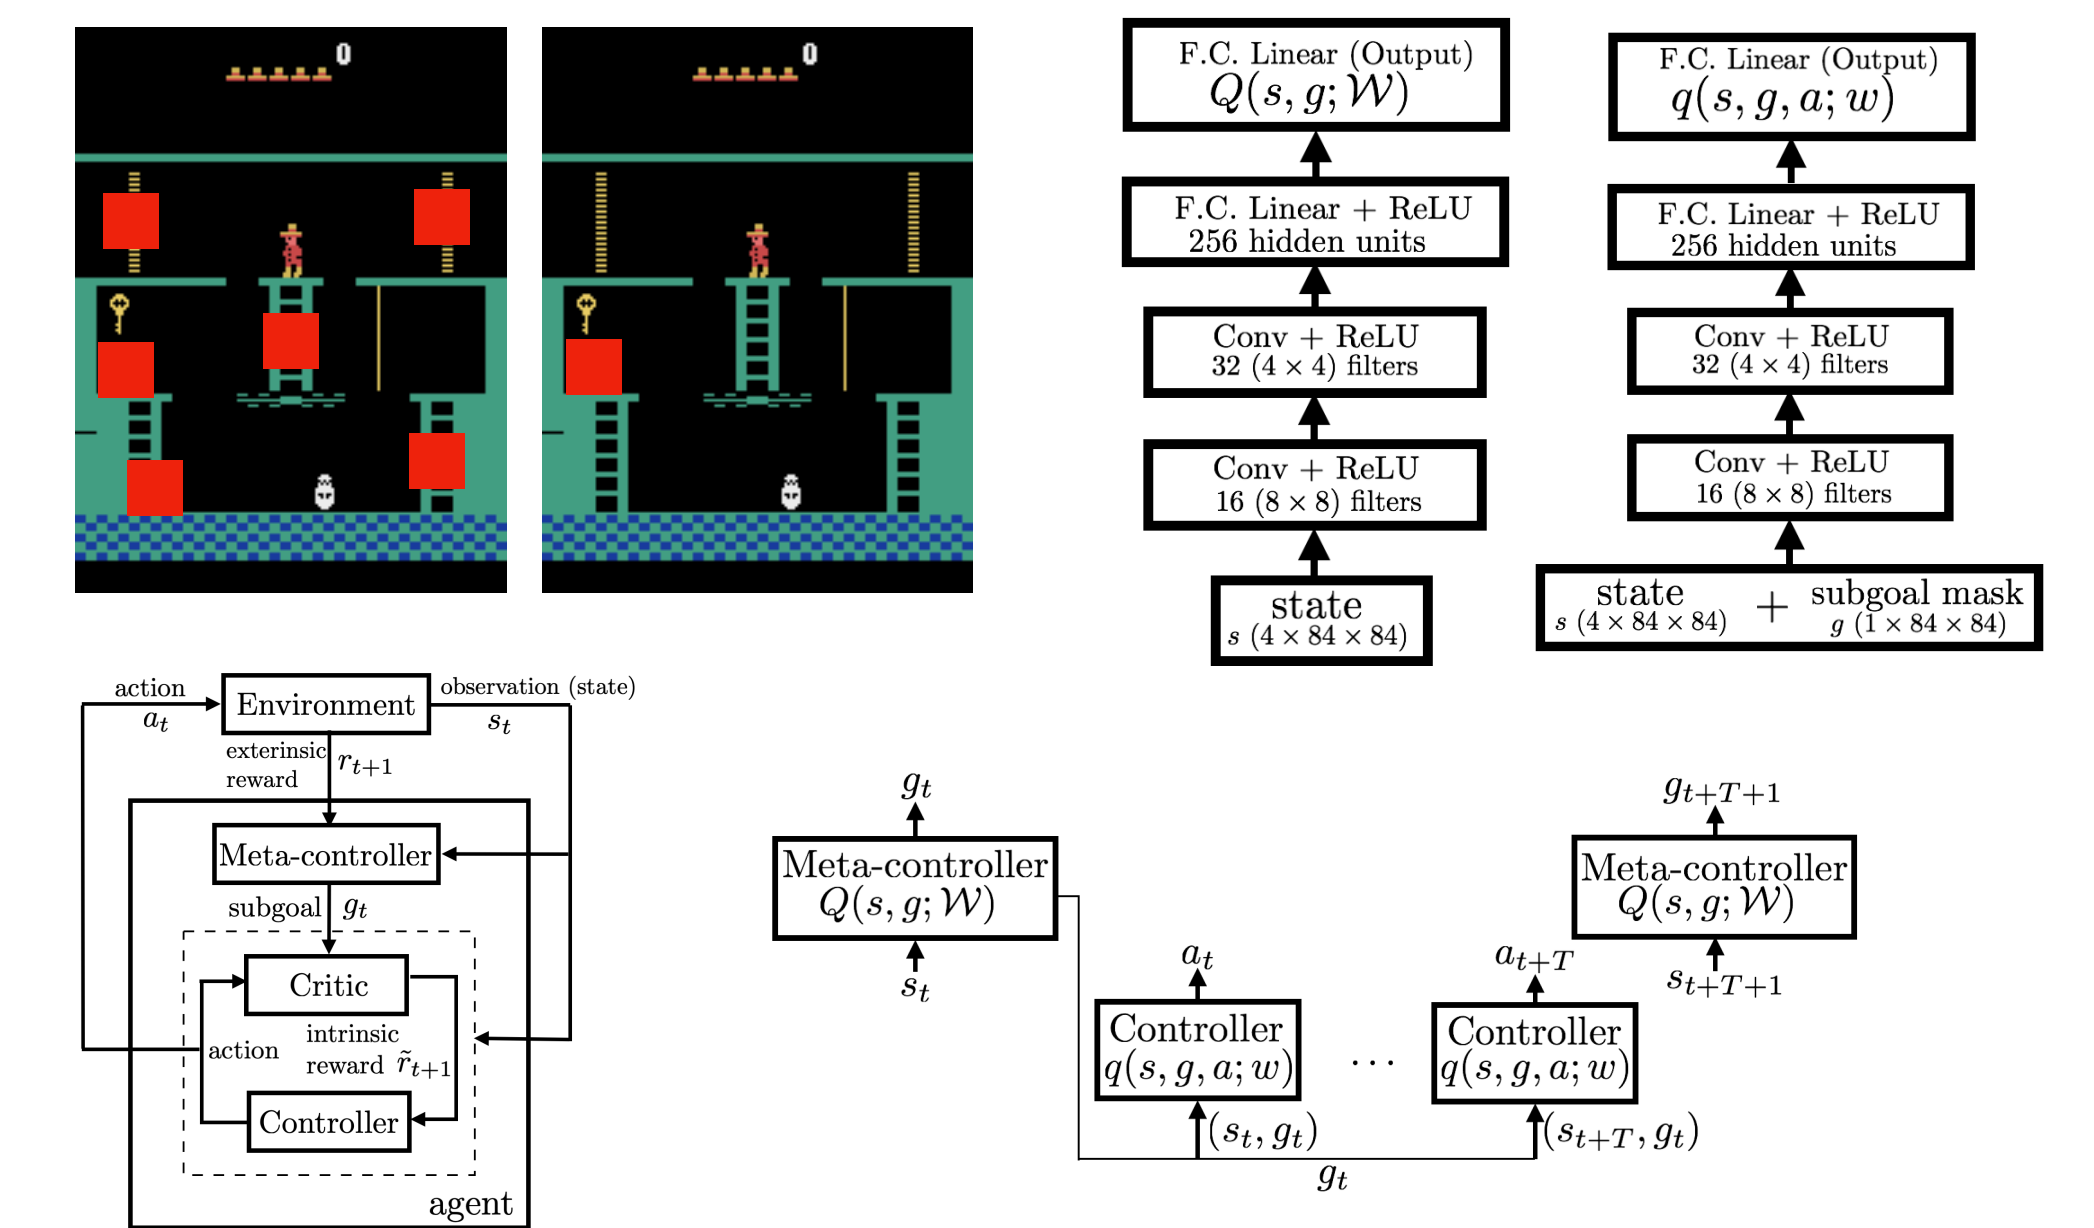 0
0
F.C. Linear (Output)
Q(s, g; 𝒲)
F.C. Linear + ReLU
256 hidden units
Conv + ReLU
32 (4 × 4) filters
Conv + ReLU
16 (8 × 8) filters
state
s (4 × 84 × 84)
F.C. Linear (Output)
q(s, g, a; w)
F.C. Linear + ReLU
256 hidden units
Conv + ReLU
32 (4 × 4) filters
Conv + ReLU
16 (8 × 8) filters
state + subgoal mask
s (4 × 84 × 84) g (1 × 84 × 84)
action
a_t
Environment
observation (state)
s_t
exterinsic
reward
r_{t+1}
Meta-controller
subgoal g_t
Critic
intrinsic
reward r̃_{t+1}
action
Controller
agent
g_t
Meta-controller
Q(s, g; 𝒲)
s_t
a_t
Controller
q(s, g, a; w)
(s_t, g_t)
...
a_{t+T}
Controller
q(s, g, a; w)
(s_{t+T}, g_t)
g_t
g_{t+T+1}
Meta-controller
Q(s, g; 𝒲)
s_{t+T+1}